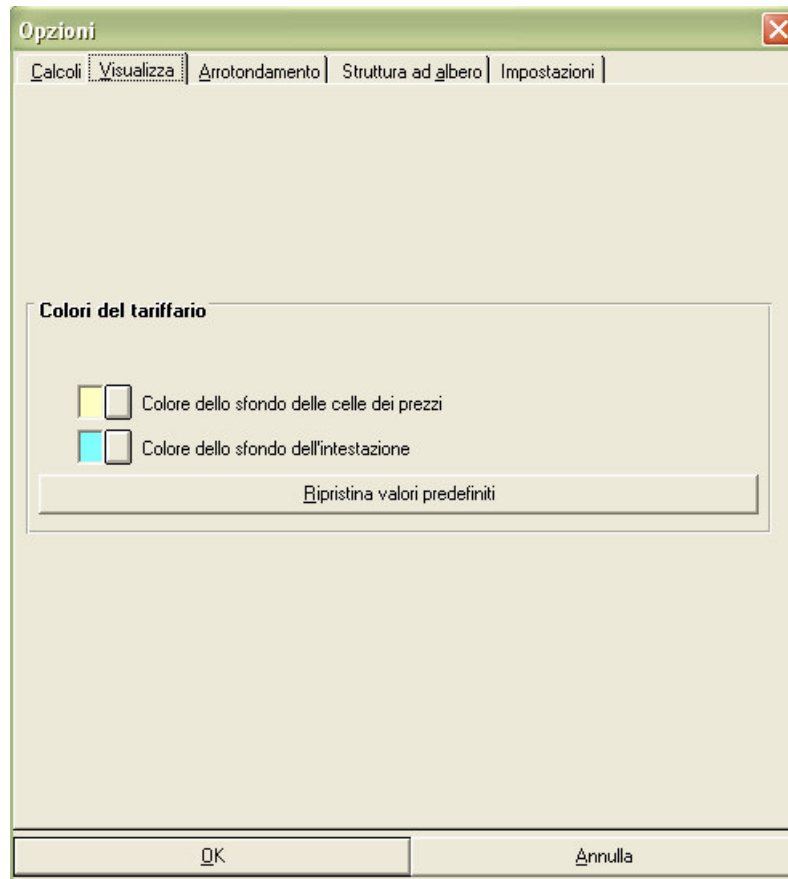 Opzioni
Calcoli Visualizza Arrotondamento Struttura ad albero Impostazioni
Colori del tariffario
Colore dello sfondo delle celle dei prezzi
Colore dello sfondo dell'intestazione
Ripristina valori predefiniti
OK Annulla